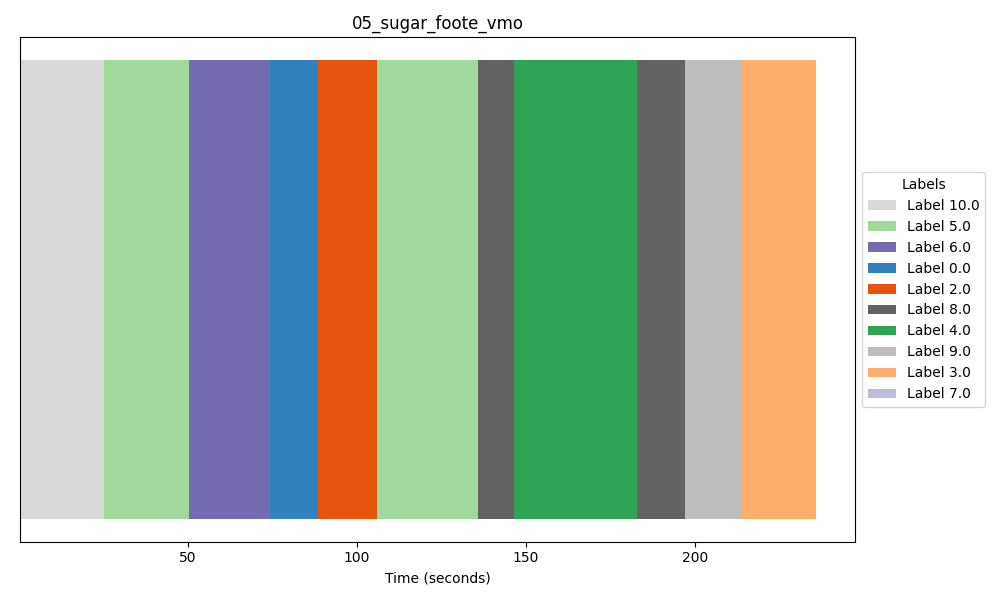 05_sugar_foote_vmo
Labels
Label 10.0
Label 5.0
Label 6.0
Label 0.0
Label 2.0
Label 8.0
Label 4.0
Label 9.0
Label 3.0
Label 7.0
50 100 150 200
Time (seconds)